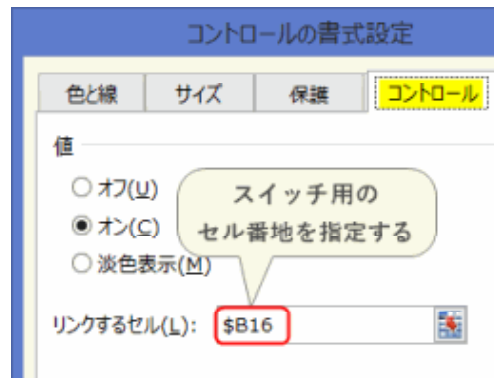 コントロールの書式設定
色と線 サイズ 保護 コントロール
値
オフ(U)
オン(C)
淡色表示(M)
スイッチ用の
セル番地を指定する
リンクするセル(L): $B16